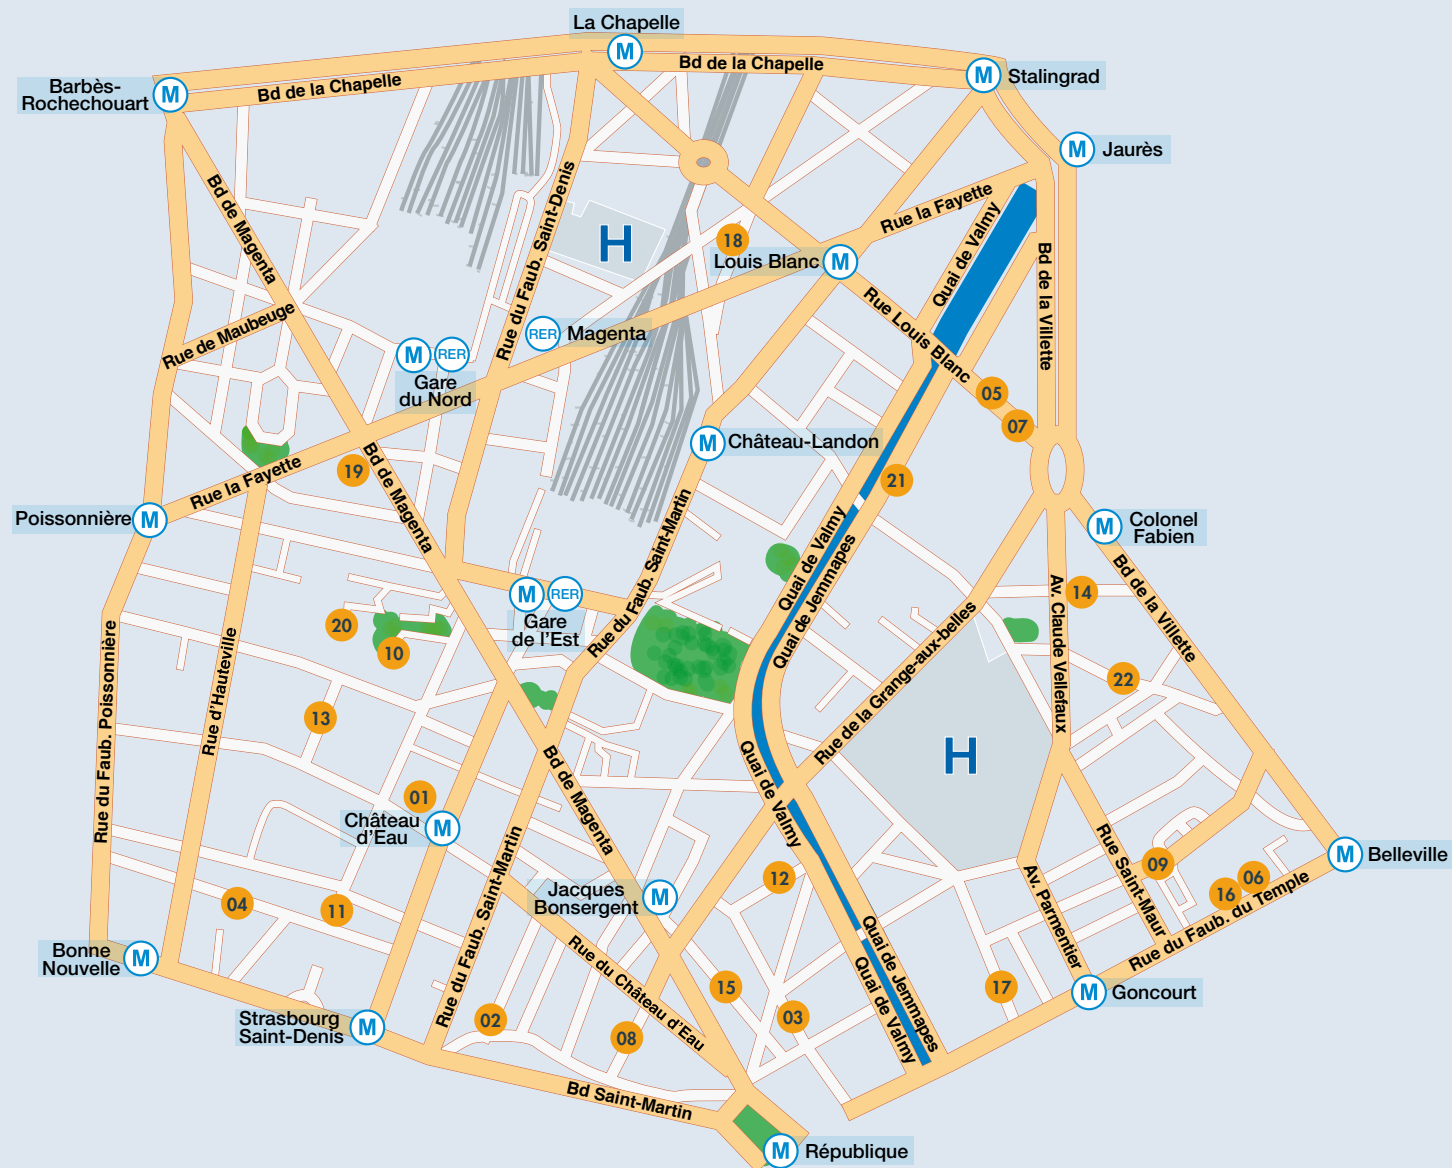 La Chapelle
M
Bd de la Chapelle
M
Stalingrad
Barbès-
Rochechouart
M
Bd de la Chapelle
M
Jaurès
Bd de Magenta
Rue du Faub. Saint-Denis
H
18
Louis Blanc
M
Rue la Fayette
Quai de Valmy
Bd de la Villette
Rue de Maubeuge
RER
Magenta
Rue Louis Blanc
M
RER
Gare
du Nord
05
07
Château-Landon
M
19
Rue la Fayette
Bd de Magenta
21
Poissonnière
M
Rue du Faub. Saint-Martin
Quai de Valmy
Quai de Jemmapes
M
Colonel
Fabien
Bd de la Villette
M
RER
Gare
de l'Est
14
Av. Claude Vellefaux
20
10
Rue du Faub. Poissonnière
Rue d'Hauteville
Rue de la Grange-aux-belles
22
13
H
Bd de Magenta
Quai de Valmy
01
Château
d'Eau
M
Rue du Faub. Saint-Martin
Rue Saint-Maur
09
M
Belleville
12
06
16
Rue du Faub. du Temple
Jacques
Bonsergent
M
04
11
Av. Parmentier
Quai de Jemmapes
Quai de Valmy
Bonne
Nouvelle
M
Rue du Château d'Eau
15
17
M
Goncourt
Strasbourg
Saint-Denis
M
02
08
03
Bd Saint-Martin
M
République